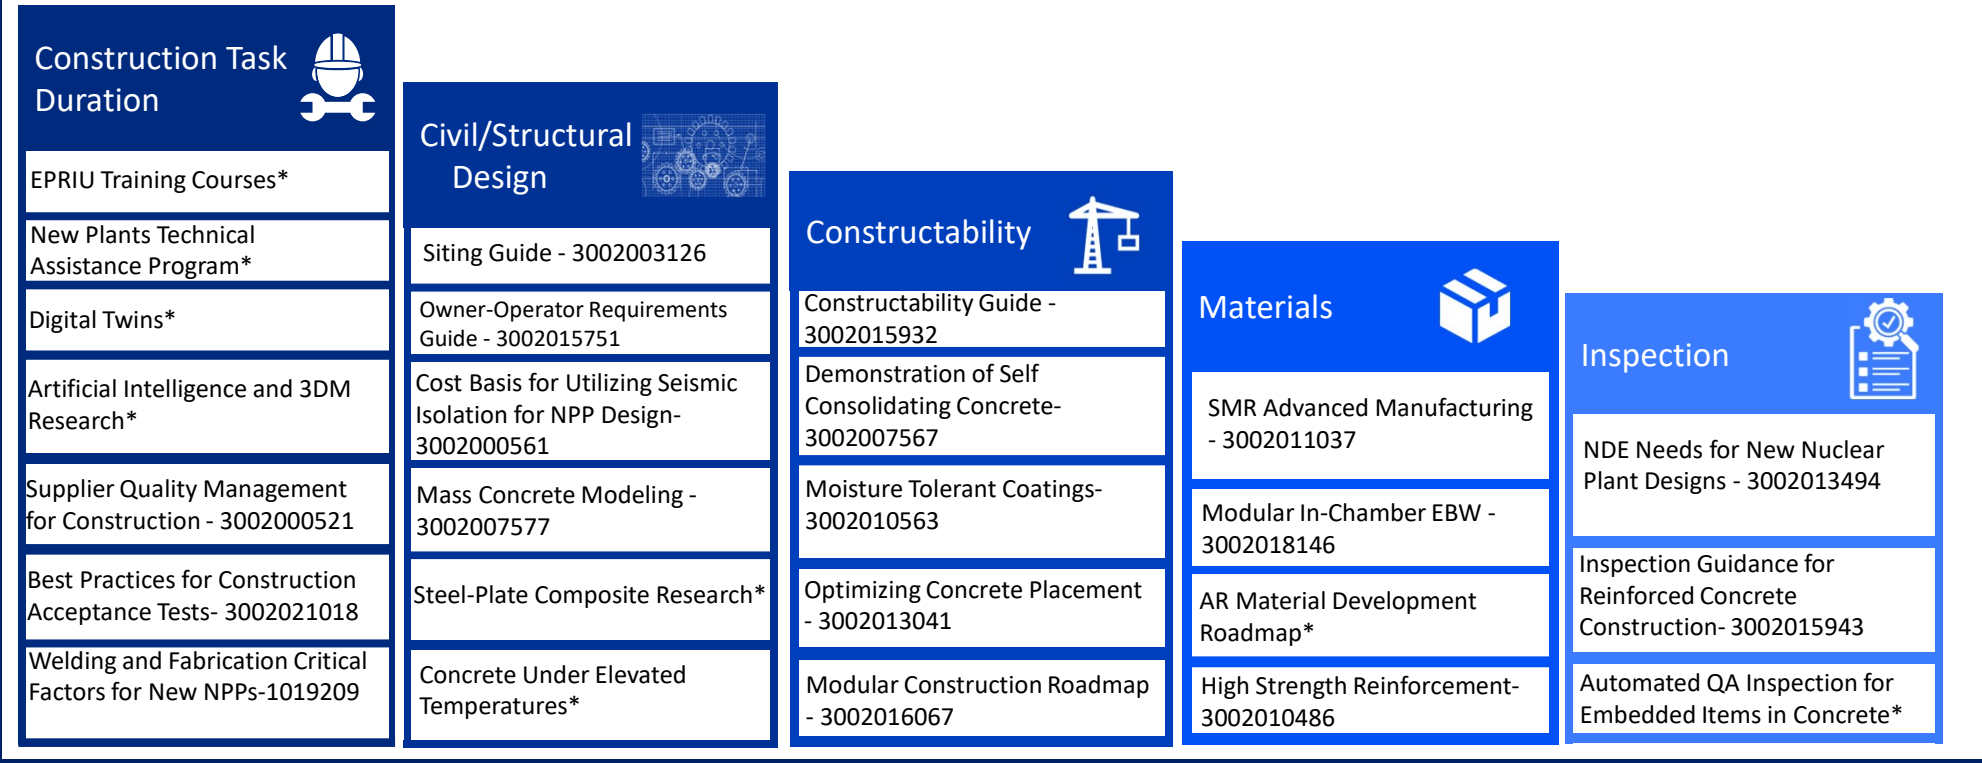 Construction Task
Duration
EPRIU Training Courses*
New Plants Technical
Assistance Program*
Digital Twins*
Artificial Intelligence and 3DM
Research*
Supplier Quality Management
for Construction - 3002000521
Best Practices for Construction
Acceptance Tests- 3002021018
Welding and Fabrication Critical
Factors for New NPPs-1019209
Civil/Structural
Design
Siting Guide - 3002003126
Owner-Operator Requirements
Guide - 3002015751
Cost Basis for Utilizing Seismic
Isolation for NPP Design-
3002000561
Mass Concrete Modeling -
3002007577
Steel-Plate Composite Research*
Concrete Under Elevated
Temperatures*
Constructability
Constructability Guide -
3002015932
Demonstration of Self
Consolidating Concrete-
3002007567
Moisture Tolerant Coatings-
3002010563
Optimizing Concrete Placement
- 3002013041
Modular Construction Roadmap
- 3002016067
Materials
SMR Advanced Manufacturing
- 3002011037
Modular In-Chamber EBW -
3002018146
AR Material Development
Roadmap*
High Strength Reinforcement-
3002010486
Inspection
NDE Needs for New Nuclear
Plant Designs - 3002013494
Inspection Guidance for
Reinforced Concrete
Construction- 3002015943
Automated QA Inspection for
Embedded Items in Concrete*